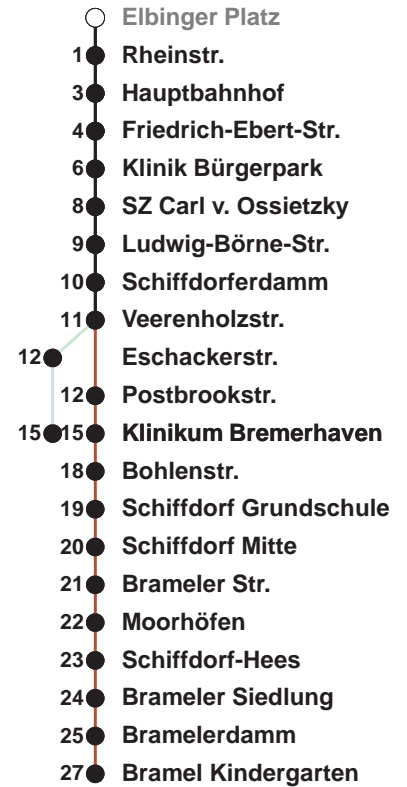 Elbinger Platz
1 Rheinstr.
3 Hauptbahnhof
4 Friedrich-Ebert-Str.
6 Klinik Bürgerpark
8 SZ Carl v. Ossietzky
9 Ludwig-Börne-Str.
10 Schiffdorferdamm
11 Veerenholzstr.
12 Eschackerstr.
12 Postbrookstr.
15 15 Klinikum Bremerhaven
18 Bohlenstr.
19 Schiffdorf Grundschule
20 Schiffdorf Mitte
21 Brameler Str.
22 Moorhöfen
23 Schiffdorf-Hees
24 Brameler Siedlung
25 Bramelerdamm
27 Bramel Kindergarten